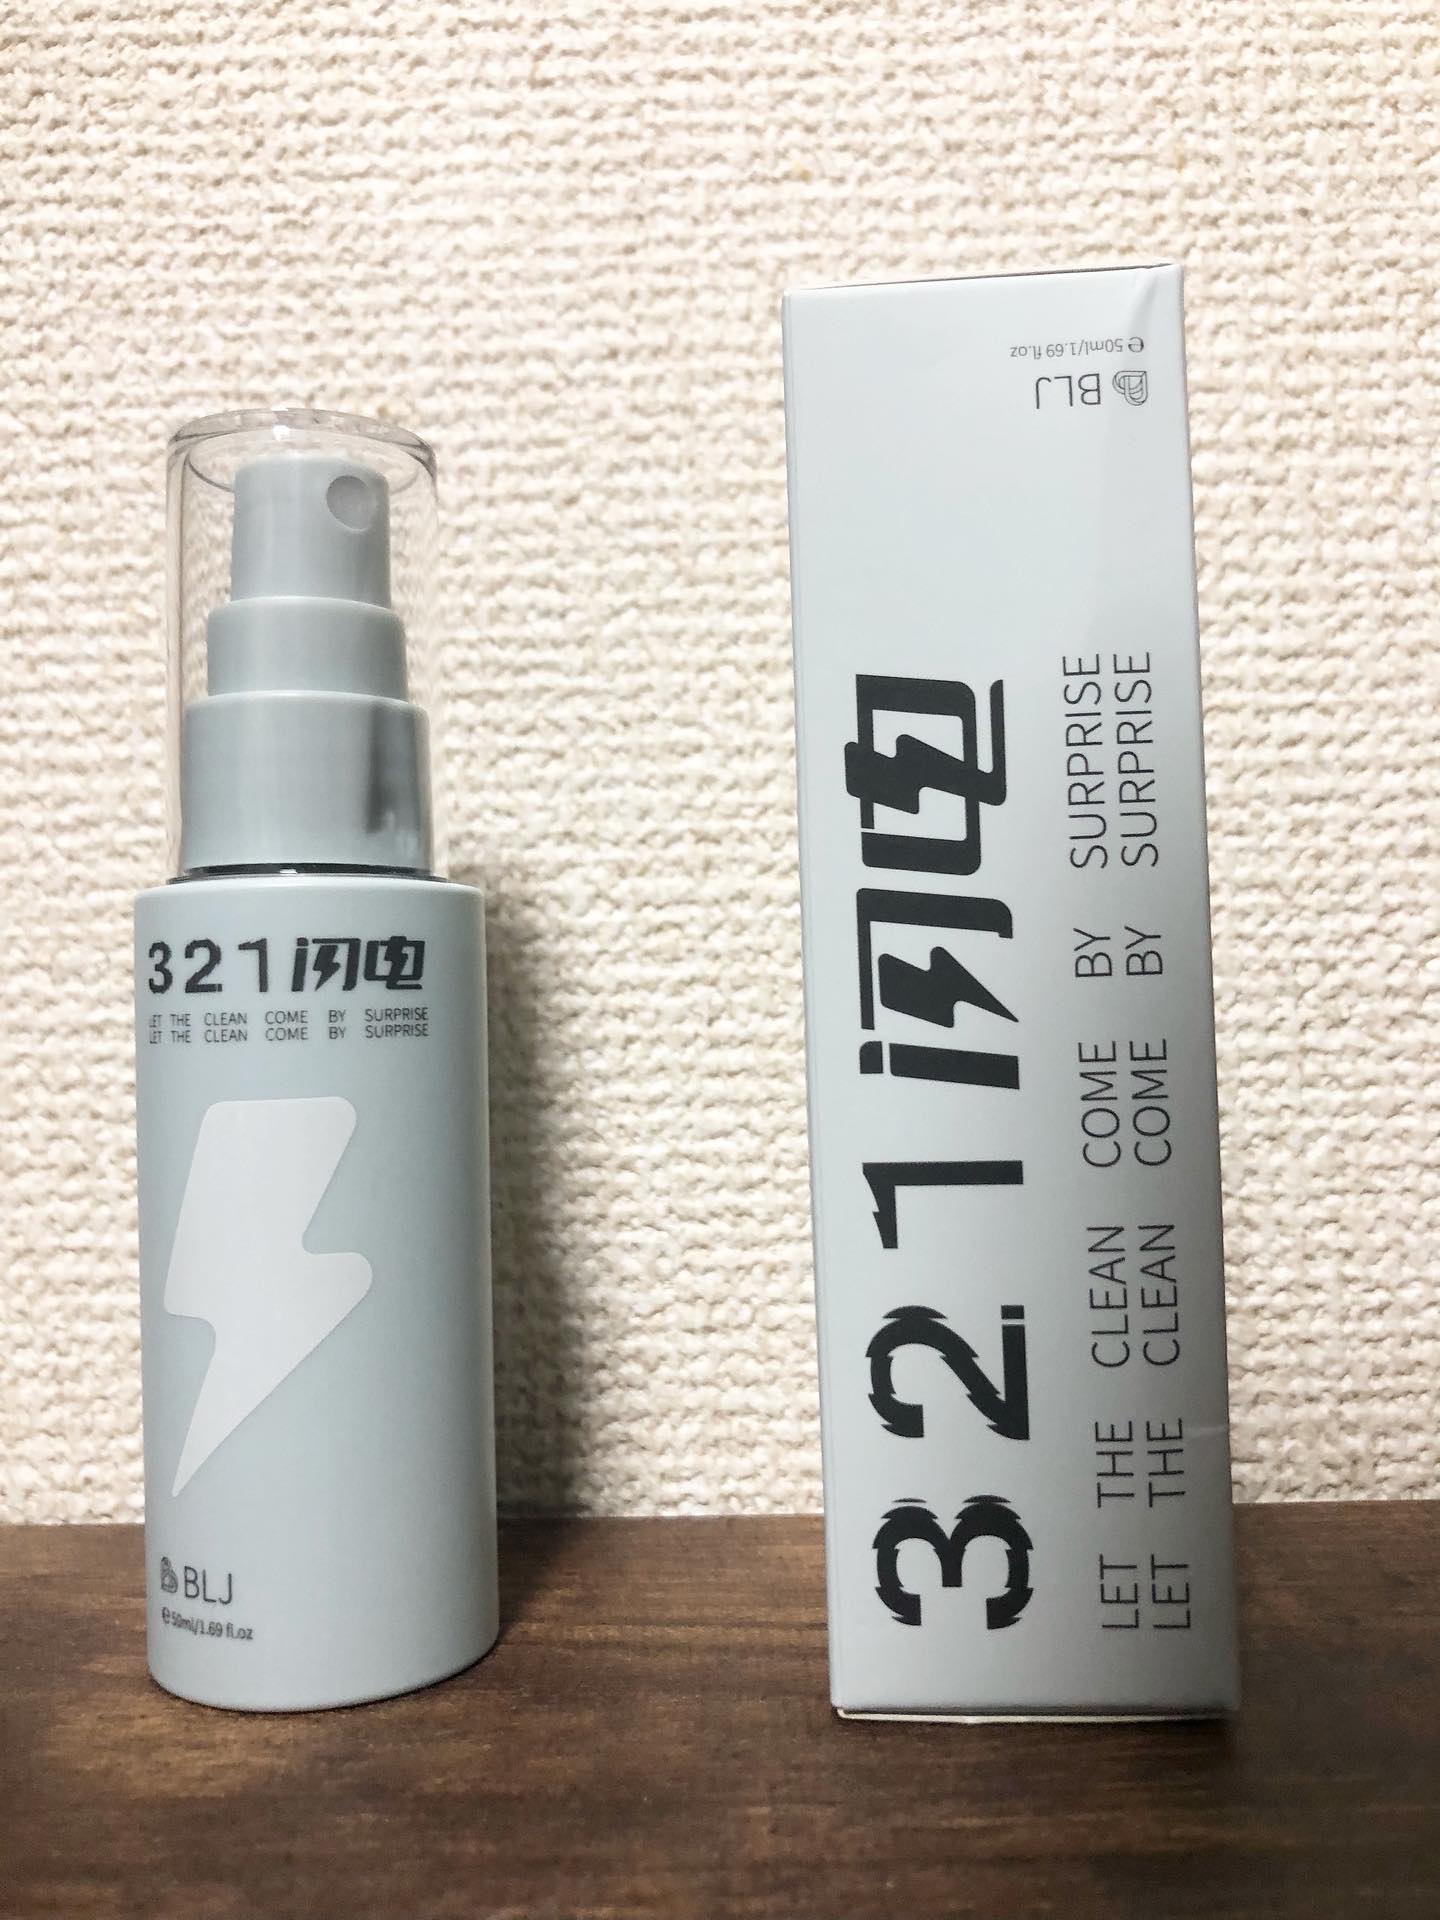 321闪电
LET THE CLEAN COME BY SURPRISE
LET THE CLEAN COME BY SURPRISE
BLJ
℮ 50ml/1.69 fl.oz
321闪电
LET THE CLEAN COME BY SURPRISE
LET THE CLEAN COME BY SURPRISE
BLJ
℮ 50ml/1.69 fl.oz